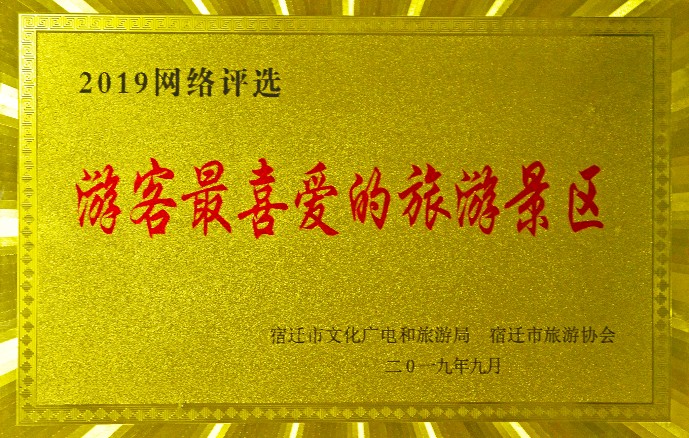 2019网络评选
游客最喜爱的旅游景区
宿迁市文化广电和旅游局 宿迁市旅游协会
二0一九年九月